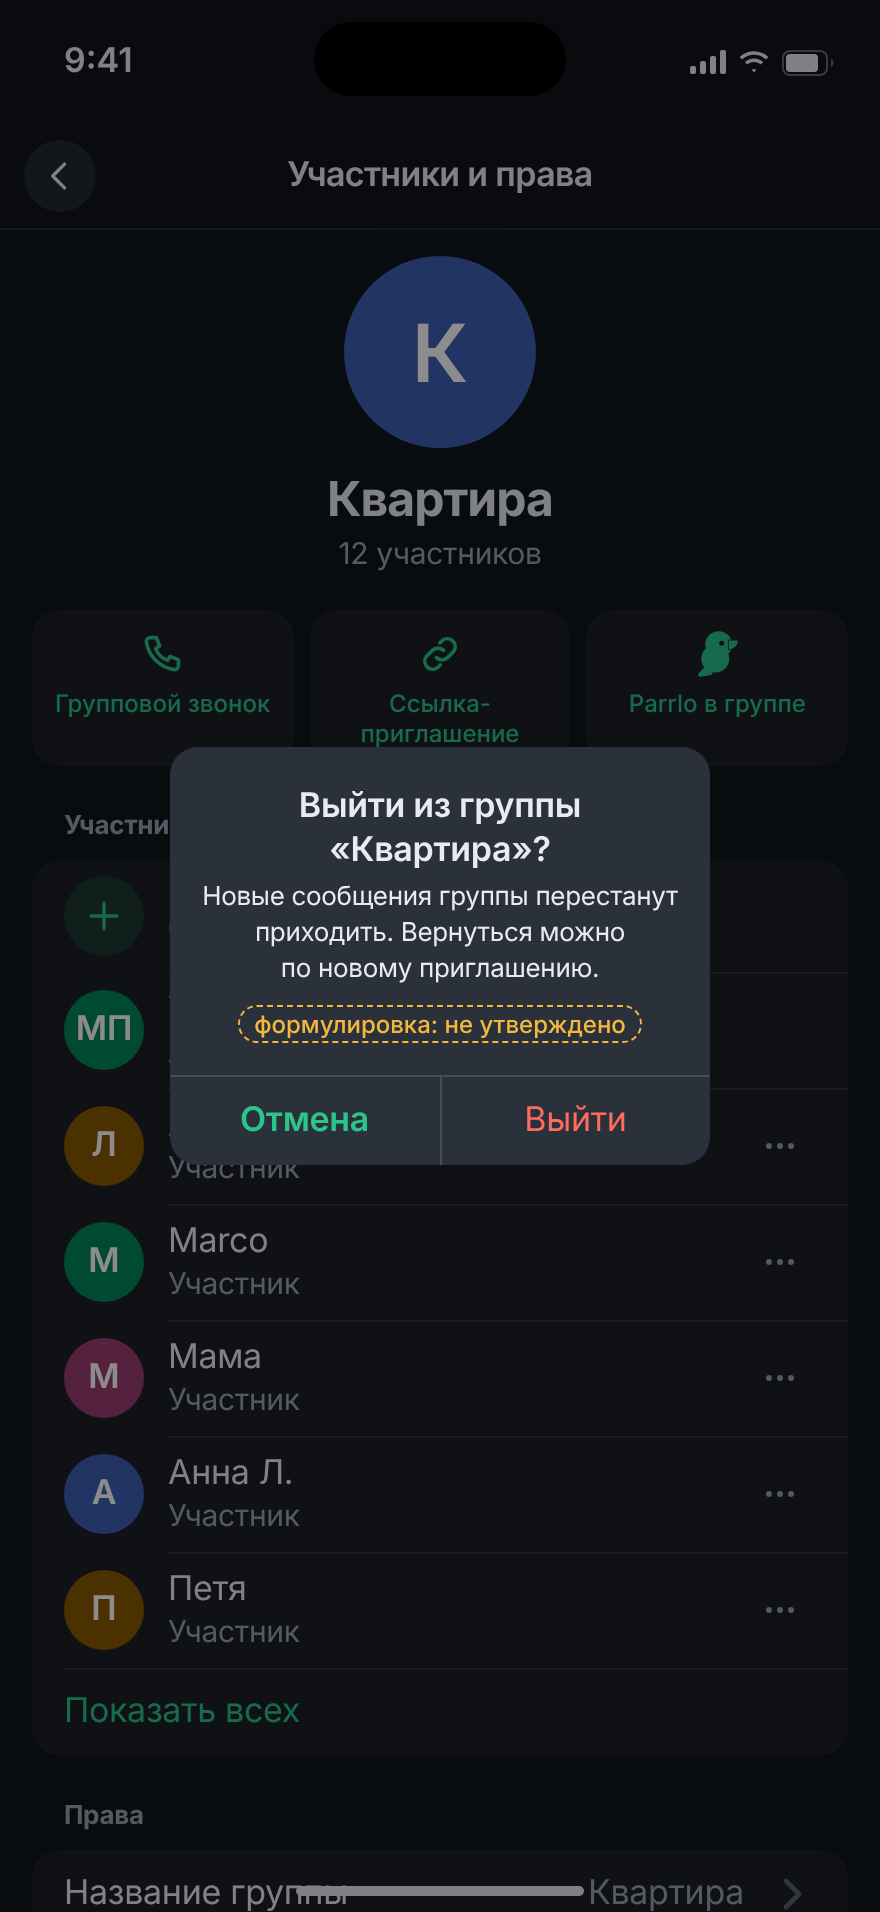 9:41
Участники и права
К
Квартира
12 участников
Групповой звонок
Ссылка-
приглашение
Parrlo в группе
Выйти из группы
«Квартира»?
Новые сообщения группы перестанут
приходить. Вернуться можно
по новому приглашению.
формулировка: не утверждено
Отмена
Выйти
МП
Л
Участник
М
Marco
Участник
М
Мама
Участник
А
Анна Л.
Участник
П
Петя
Участник
Показать всех
Права
Название группы
Квартира